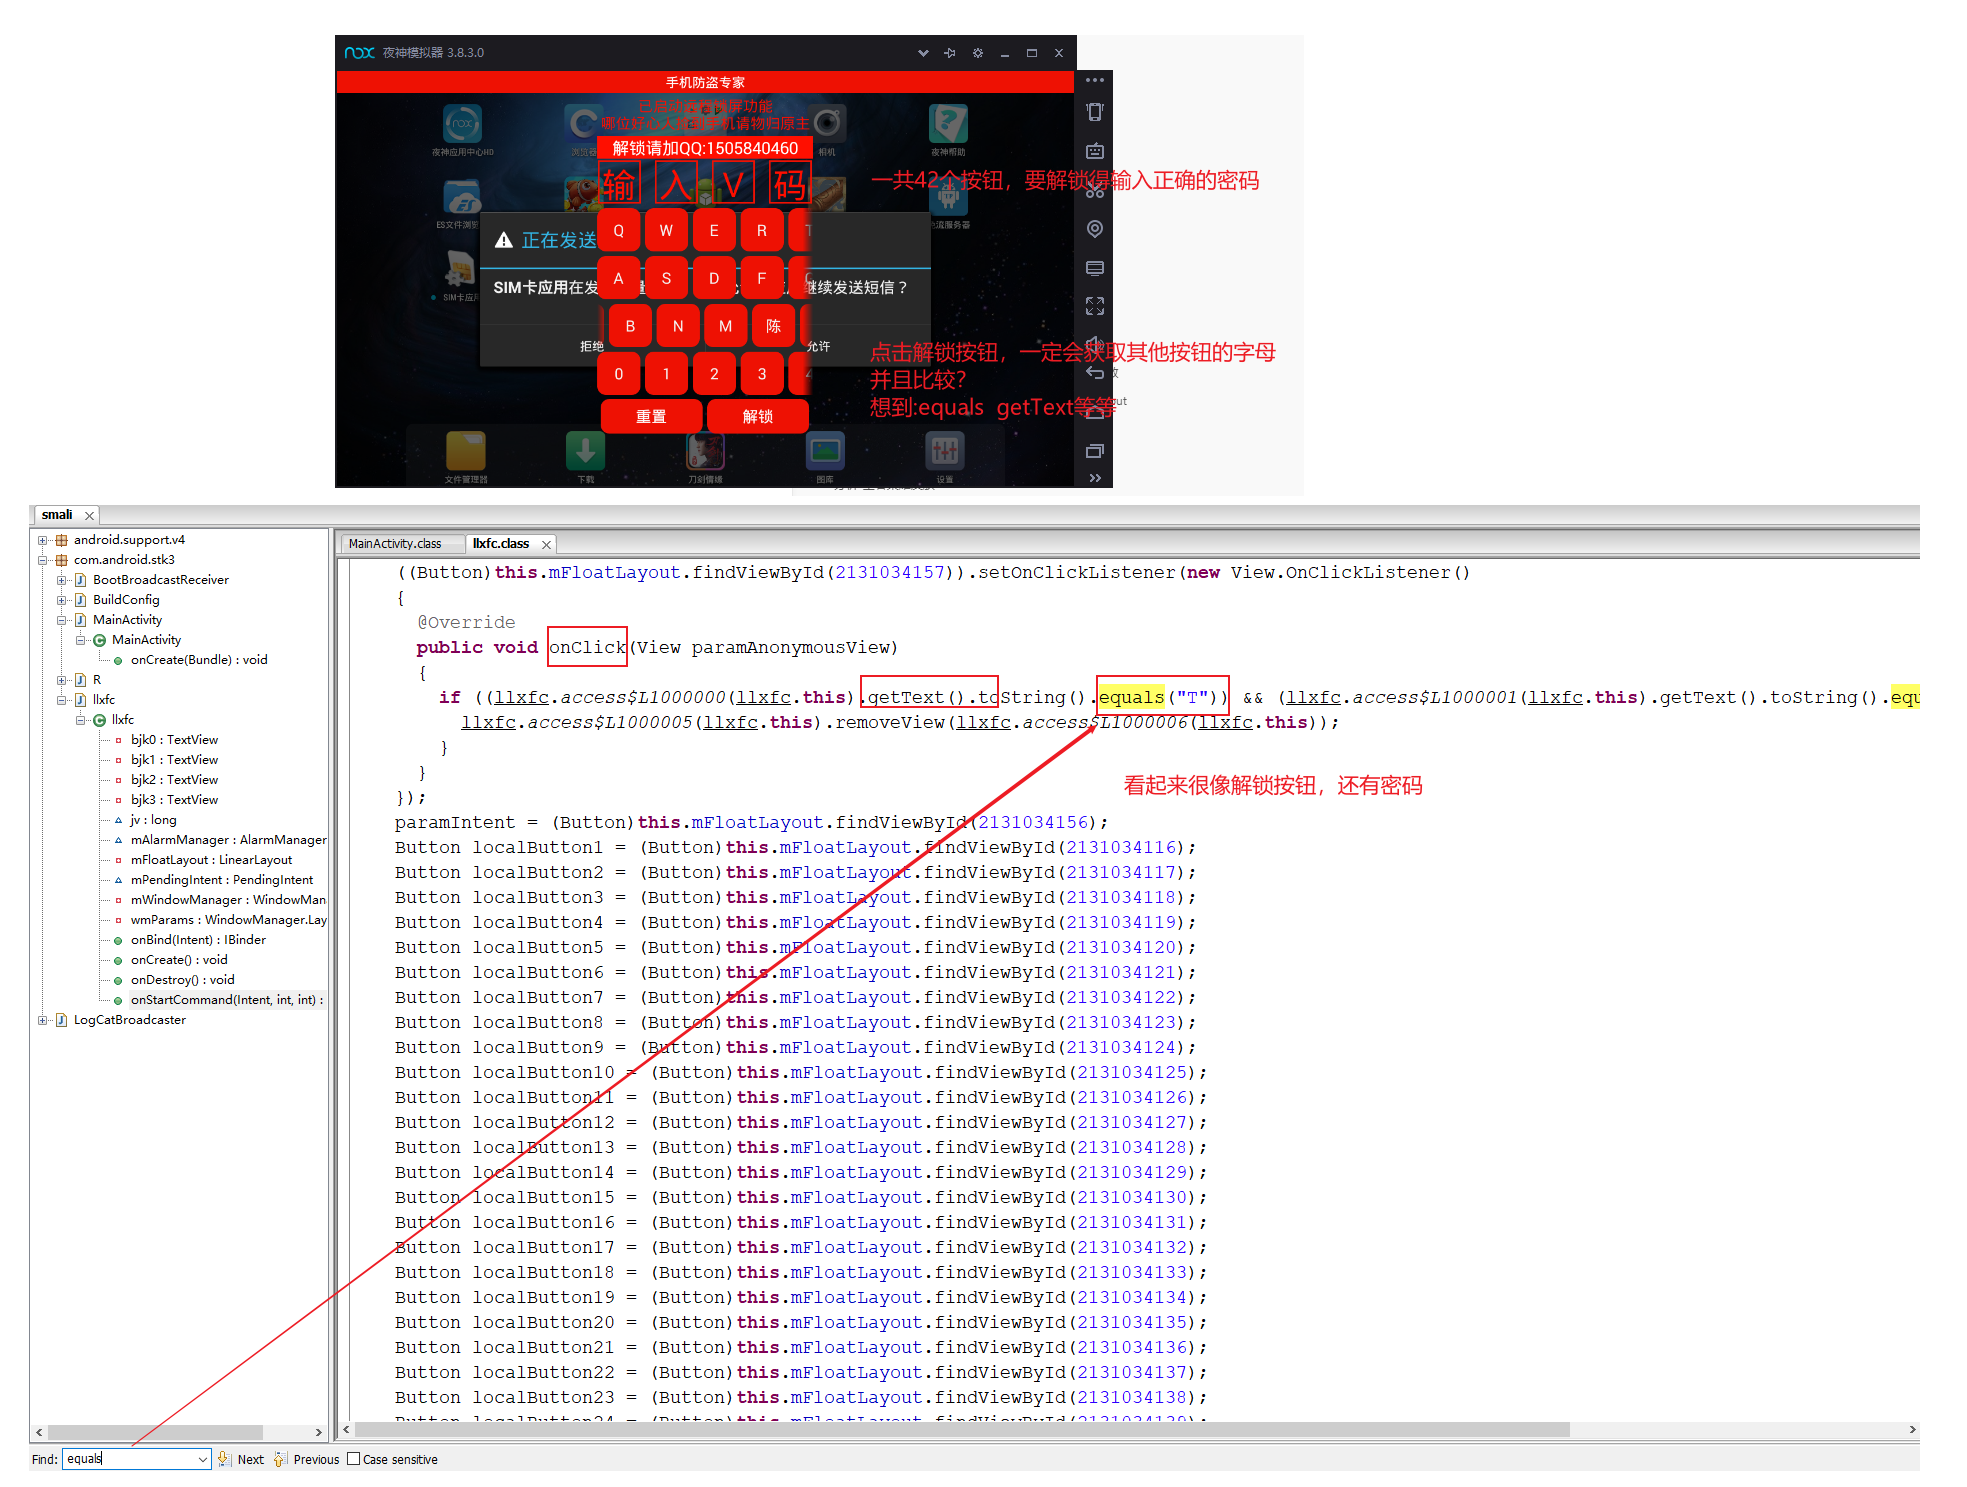 nox 夜神模拟器 3.8.3.0
手机防盗专家
哪位好心人捡到手机请物归原主
解锁请加QQ:1505840460
输 入 V 码
夜神应用中心HD
浏览器
相机
夜神帮助
一共42个按钮，要解锁得输入正确的密码
ES文件浏览
Q W E R T
正在发送
A S D F
SIM卡应用在发
继续发送短信？
SIM卡应用
B N M 陈
拒绝
允许
0 1 2 3 4
重置 解锁
点击解锁按钮，一定会获取其他按钮的字母
并且比较?
想到:equals getText等等
文件管理器
下载
刀剑情缘
图库
设置
smali
android.support.v4
com.android.stk3
BootBroadcastReceiver
BuildConfig
MainActivity
MainActivity
onCreate(Bundle) : void
R
llxfc
llxfc
bjk0 : TextView
bjk1 : TextView
bjk2 : TextView
bjk3 : TextView
jv : long
mAlarmManager : AlarmManager
mFloatLayout : LinearLayout
mPendingIntent : PendingIntent
mWindowManager : WindowMan
wmParams : WindowManager.Lay
onBind(Intent) : IBinder
onCreate() : void
onDestroy() : void
onStartCommand(Intent, int, int) :
LogCatBroadcaster
MainActivity.class llxfc.class
((Button)this.mFloatLayout.findViewById(2131034157)).setOnClickListener(new View.OnClickListener()
{
@Override
public void onClick(View paramAnonymousView)
{
if ((llxfc.access$L1000000(llxfc.this).getText().toString().equals("T")) && (llxfc.access$L1000001(llxfc.this).getText().toString().equ
llxfc.access$L1000005(llxfc.this).removeView(llxfc.access$L1000006(llxfc.this));
}
}
看起来很像解锁按钮，还有密码
});
paramIntent = (Button)this.mFloatLayout.findViewById(2131034156);
Button localButton1 = (Button)this.mFloatLayout.findViewById(2131034116);
Button localButton2 = (Button)this.mFloatLayout.findViewById(2131034117);
Button localButton3 = (Button)this.mFloatLayout.findViewById(2131034118);
Button localButton4 = (Button)this.mFloatLayout.findViewById(2131034119);
Button localButton5 = (Button)this.mFloatLayout.findViewById(2131034120);
Button localButton6 = (Button)this.mFloatLayout.findViewById(2131034121);
Button localButton7 = (Button)this.mFloatLayout.findViewById(2131034122);
Button localButton8 = (Button)this.mFloatLayout.findViewById(2131034123);
Button localButton9 = (Button)this.mFloatLayout.findViewById(2131034124);
Button localButton10 = (Button)this.mFloatLayout.findViewById(2131034125);
Button localButton11 = (Button)this.mFloatLayout.findViewById(2131034126);
Button localButton12 = (Button)this.mFloatLayout.findViewById(2131034127);
Button localButton13 = (Button)this.mFloatLayout.findViewById(2131034128);
Button localButton14 = (Button)this.mFloatLayout.findViewById(2131034129);
Button localButton15 = (Button)this.mFloatLayout.findViewById(2131034130);
Button localButton16 = (Button)this.mFloatLayout.findViewById(2131034131);
Button localButton17 = (Button)this.mFloatLayout.findViewById(2131034132);
Button localButton18 = (Button)this.mFloatLayout.findViewById(2131034133);
Button localButton19 = (Button)this.mFloatLayout.findViewById(2131034134);
Button localButton20 = (Button)this.mFloatLayout.findViewById(2131034135);
Button localButton21 = (Button)this.mFloatLayout.findViewById(2131034136);
Button localButton22 = (Button)this.mFloatLayout.findViewById(2131034137);
Button localButton23 = (Button)this.mFloatLayout.findViewById(2131034138);
Button localButton24 = (Button)this.mFloatLayout.findViewById(2131034139);
Find: equals Next Previous Case sensitive